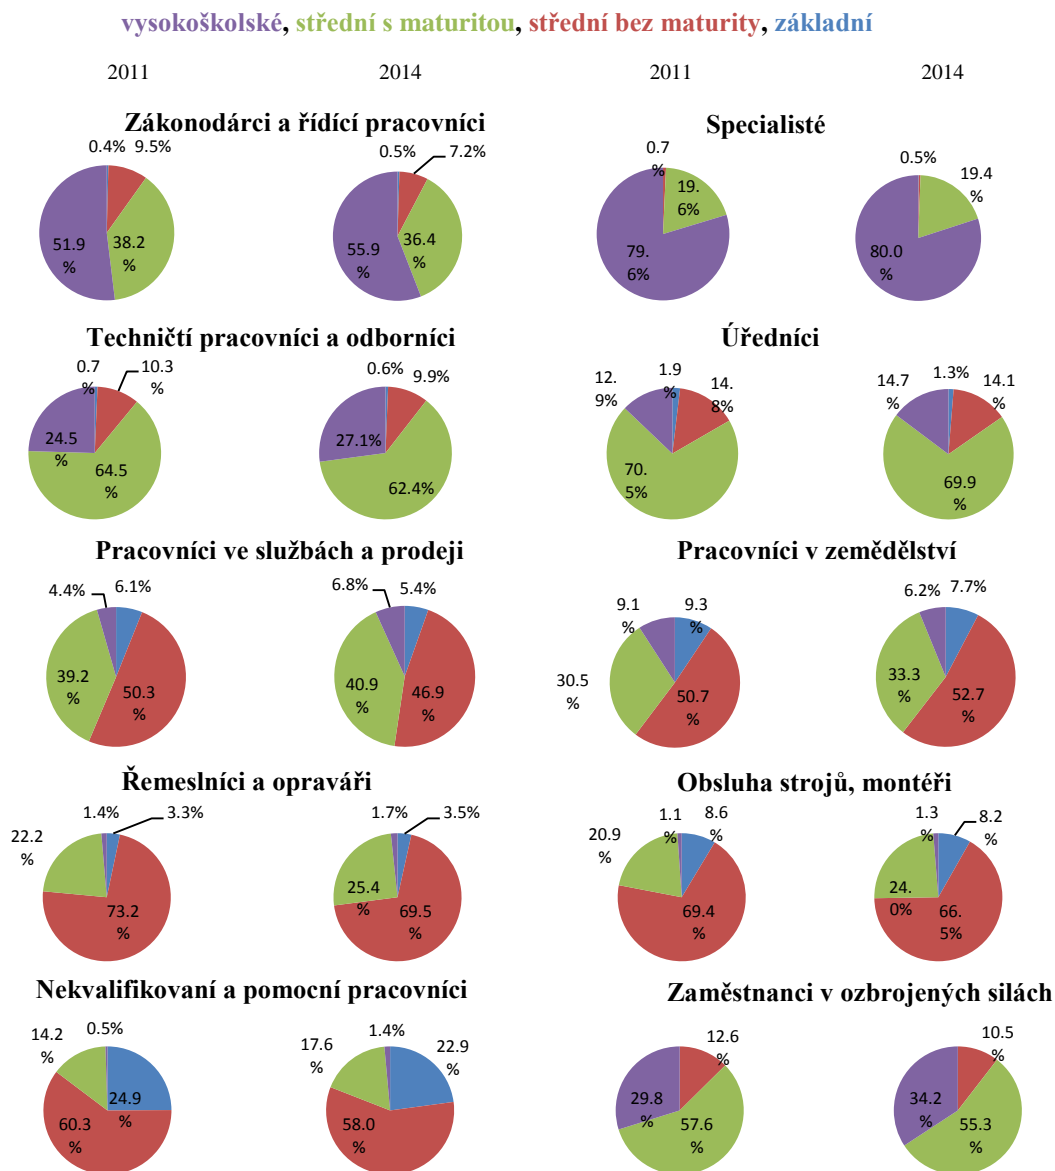 vysokoškolské, střední s maturitou, střední bez maturity, základní
2011 2014 2011 2014
Zákonodárci a řídící pracovníci Specialisté
0.4% 9.5% 0.5% 7.2% 0.7% 19.6% 0.5% 19.4%
51.9% 38.2% 55.9% 36.4% 79.6% 80.0%
Techničtí pracovníci a odborníci Úředníci
0.7% 10.3% 0.6% 9.9% 12.9% 1.9% 14.8% 14.7% 1.3% 14.1%
24.5% 64.5% 27.1% 62.4% 70.5% 69.9%
Pracovníci ve službách a prodeji Pracovníci v zemědělství
4.4% 6.1% 6.8% 5.4% 9.1% 9.3% 6.2% 7.7%
39.2% 50.3% 40.9% 46.9% 30.5% 50.7% 33.3% 52.7%
Řemeslníci a opraváři Obsluha strojů, montéři
22.2% 1.4% 3.3% 1.7% 3.5% 20.9% 1.1% 8.6% 1.3% 8.2%
73.2% 25.4% 69.5% 69.4% 24.0% 66.5%
Nekvalifikovaní a pomocní pracovníci Zaměstnanci v ozbrojených silách
14.2% 0.5% 17.6% 1.4% 22.9% 12.6% 10.5%
60.3% 24.9% 58.0% 29.8% 57.6% 34.2% 55.3%